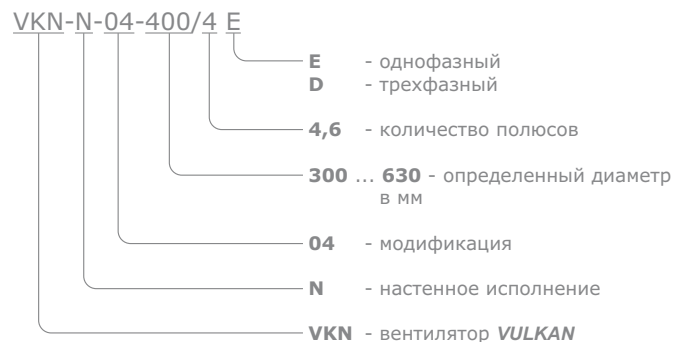 VKN-N-04-400/4 E
E - однофазный
D - трехфазный
4,6 - количество полюсов
300 ... 630 - определенный диаметр
в мм
04 - модификация
N - настенное исполнение
VKN - вентилятор VULKAN